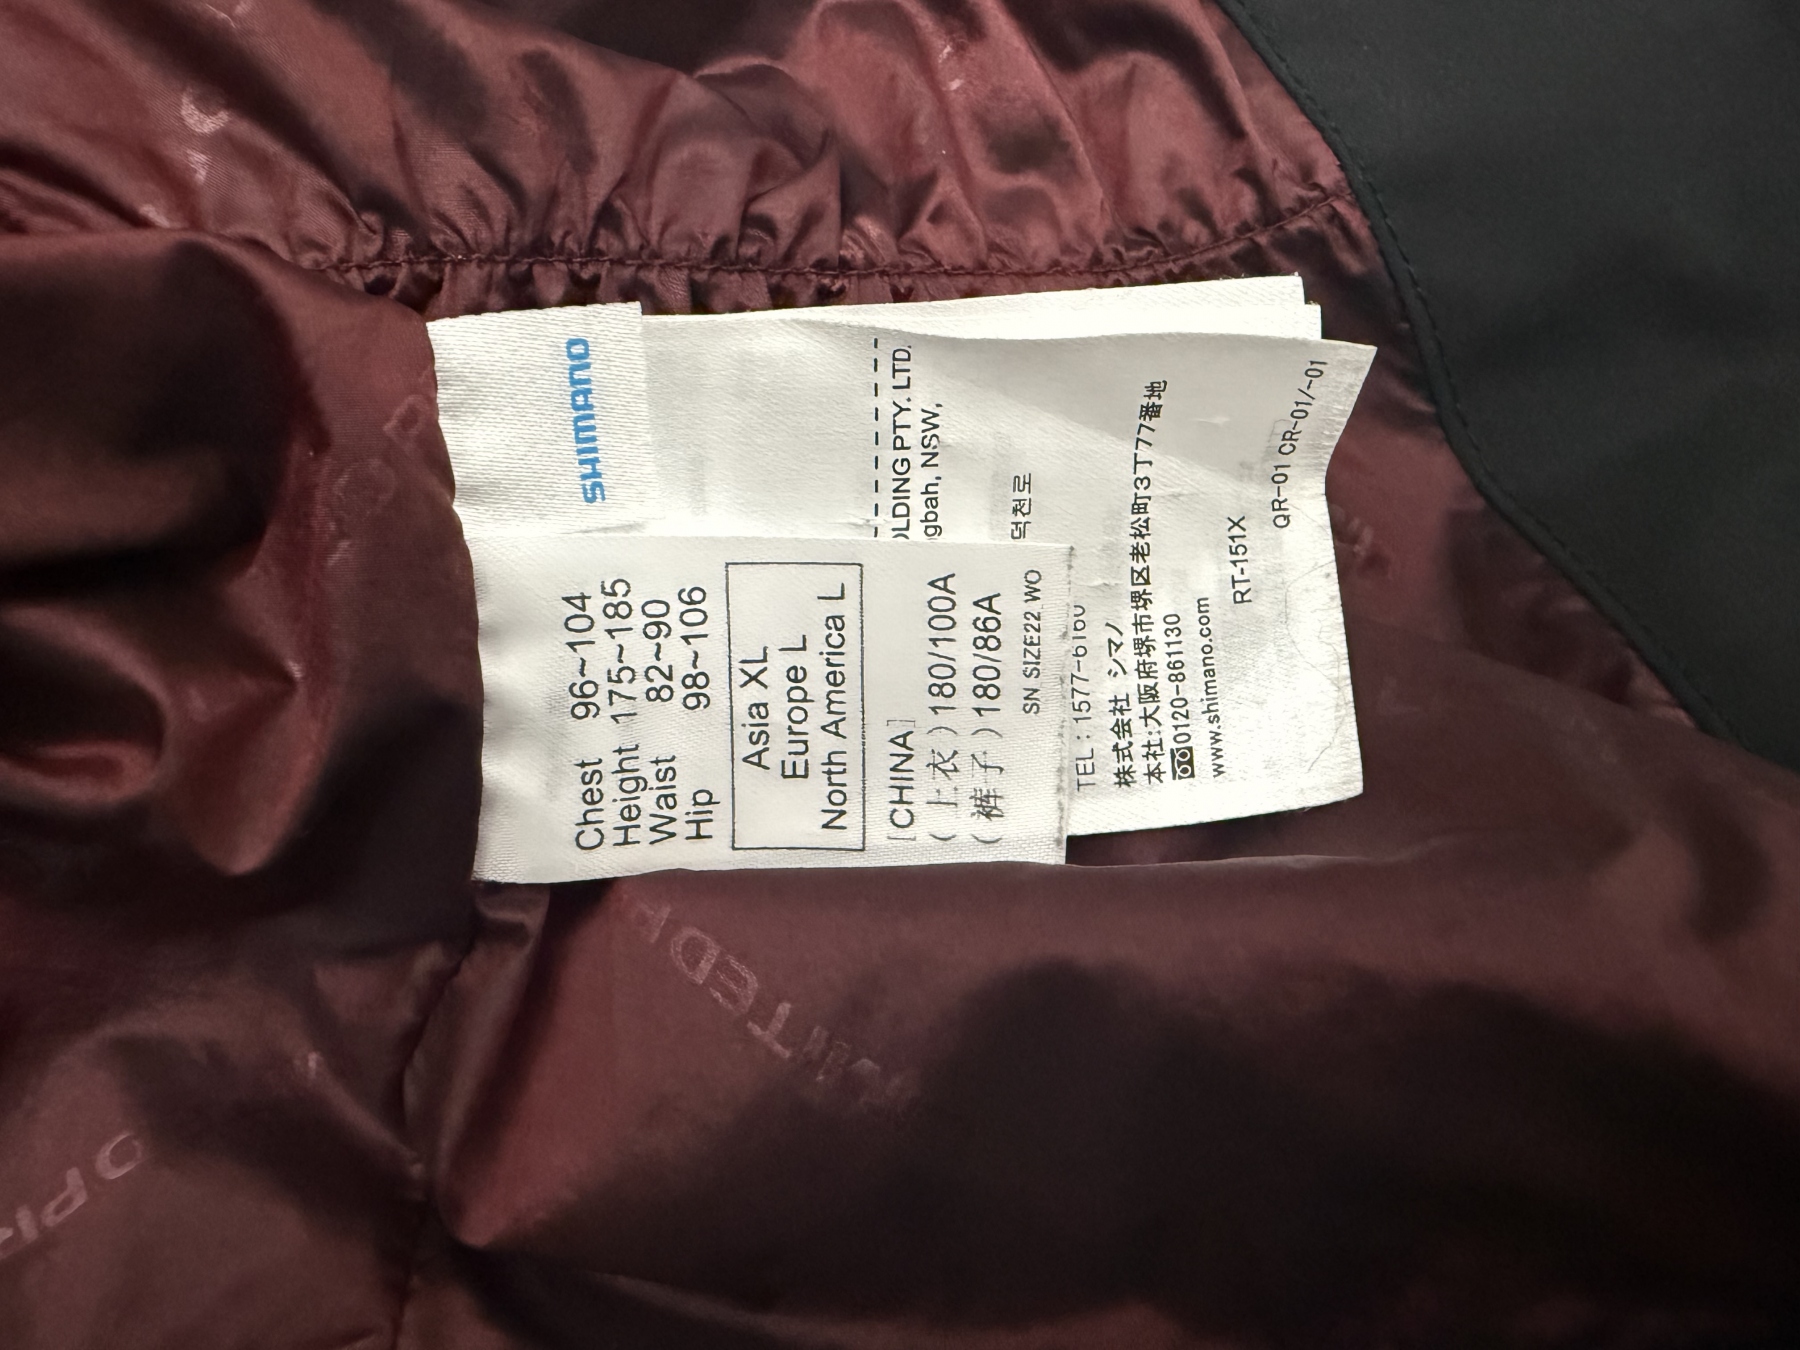 SHIMANO
Chest 96~104
Height 175~185
Waist 82~90
Hip 98~106
Asia XL
Europe L
North America L
[CHINA]
(上衣)180/100A
(裤子)180/86A
SN SIZE22 WO
PTY. LTD.
NSW,
덕천로
TEL : 1577-
株式会社 シマノ
本社:大阪府堺市堺区老松町3丁77番地
0120-861130
www.shimano.com
RT-151X
QR-01 CR-01/-01
LIMITED